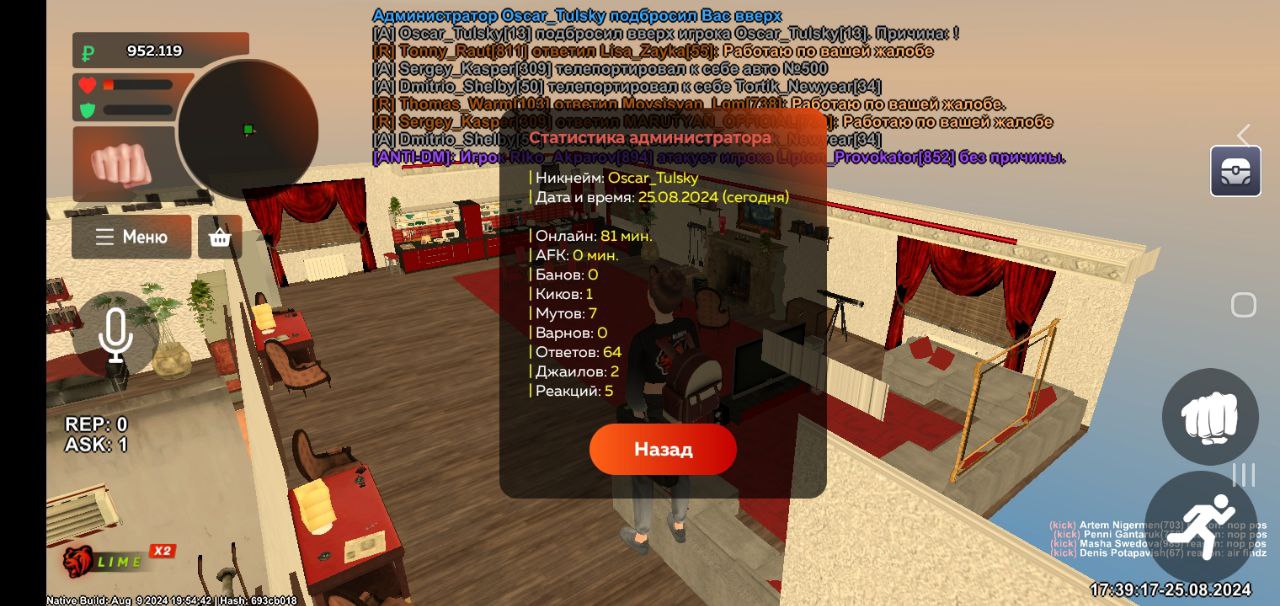 Администратор Oscar_Tulsky подбросил Вас вверх
[A] Oscar_Tulsky[13] подбросил вверх игрока Oscar_Tulsky[13]. Причина: !
[R] Tonny_Raut[811] ответил Lisa_Zayka[55]: Работаю по вашей жалобе
[A] Sergey_Kasper[309] телепортировал к себе авто №500
[A] Dmitrio_Shelby[50] телепортировал к себе Tortik_Newyear[34]
[R] Thomas_Warm[103] ответил Movsisyan_Lgm[738]: Работаю по вашей жалобе.
[R] Sergey_Kasper[309] ответил MARUTYAN_OFFICIAL: Работаю по вашей жалобе
[A] Dmitrio_Shelby[50] year[34]
[ANTI-DM]: Игрок Riko_Akparov[894] атакует игрока Lipton_Provokator[852] без причины.
₽ 952.119
Меню
Статистика администратора
Никнейм: Oscar_Tulsky
Дата и время: 25.08.2024 (сегодня)
Онлайн: 81 мин.
AFK: 0 мин.
Банов: 0
Киков: 1
Мутов: 7
Варнов: 0
Ответов: 64
Джаилов: 2
Реакций: 5
Назад
REP: 0
ASK: 1
LIME X2
(kick) Artem Nigermen(703) reason: nop pos
(kick) Penni Gantaruk nop pos
(kick) Masha Swedova reason: nop pos
(kick) Denis Potapavish(67) reason: air findz
17:39:17-25.08.2024
Native Build: Aug 9 2024 19:54:42 | Hash: 693cb018